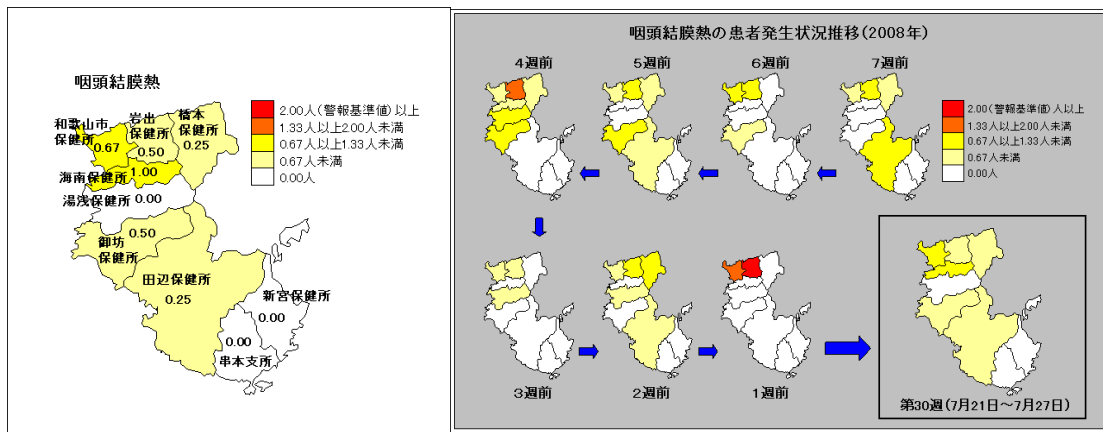 咽頭結膜熱
2.00人(警報基準値)以上
1.33人以上2.00人未満
0.67人以上1.33人未満
0.67人未満
0.00人
和歌山市保健所
0.67
岩出保健所
0.50
橋本保健所
0.25
海南保健所
1.00
湯浅保健所
0.00
御坊保健所
0.50
田辺保健所
0.25
新宮保健所
0.00
0.00
串本支所
咽頭結膜熱の患者発生状況推移(2008年)
4週前
5週前
6週前
7週前
2.00(警報基準値)人以上
1.33人以上2.00人未満
0.67人以上1.33人未満
0.67人未満
0.00人
3週前
2週前
1週前
第30週(7月21日～7月27日)